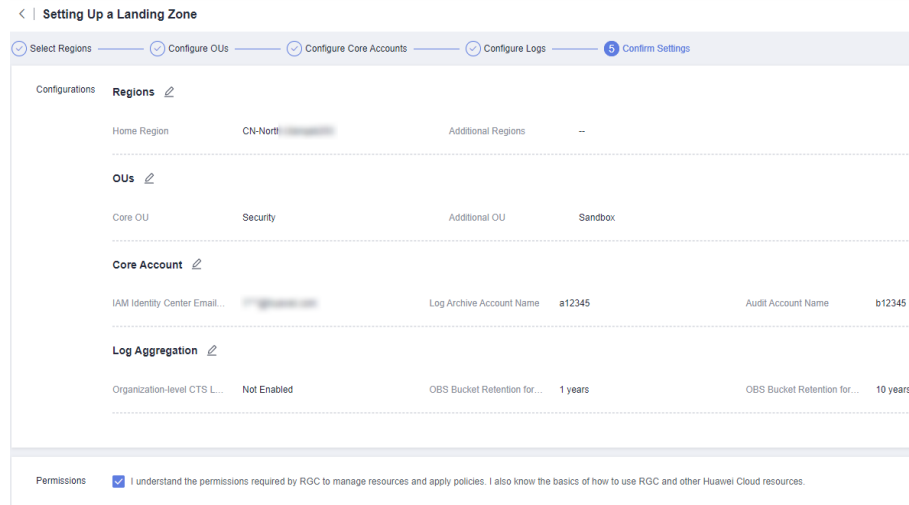 Setting Up a Landing Zone
Select Regions Configure OUs Configure Core Accounts Configure Logs 5 Confirm Settings
Configurations Regions
Home Region CN-North Additional Regions --
OUs
Core OU Security Additional OU Sandbox
Core Account
IAM Identity Center Email... Log Archive Account Name a12345 Audit Account Name b12345
Log Aggregation
Organization-level CTS L... Not Enabled OBS Bucket Retention for... 1 years OBS Bucket Retention for... 10 years
Permissions I understand the permissions required by RGC to manage resources and apply policies. I also know the basics of how to use RGC and other Huawei Cloud resources.